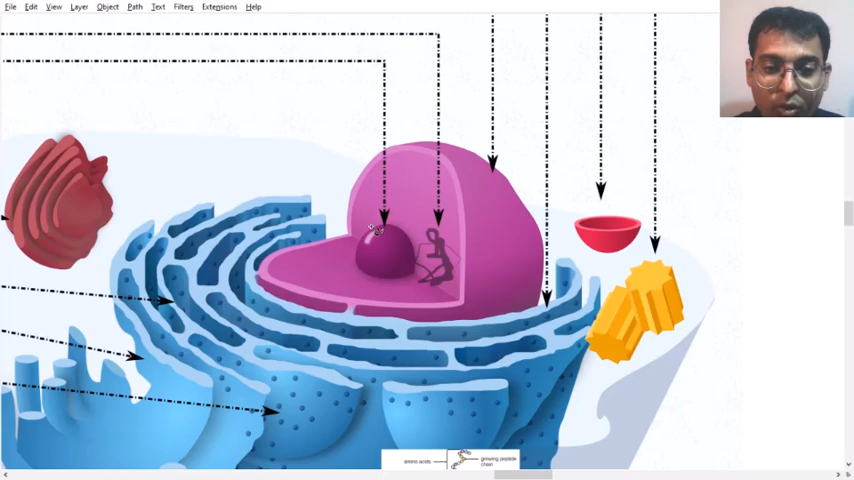 File Edit View Layer Object Path Text Filters Extensions Help
amino acids
growing peptide
chain